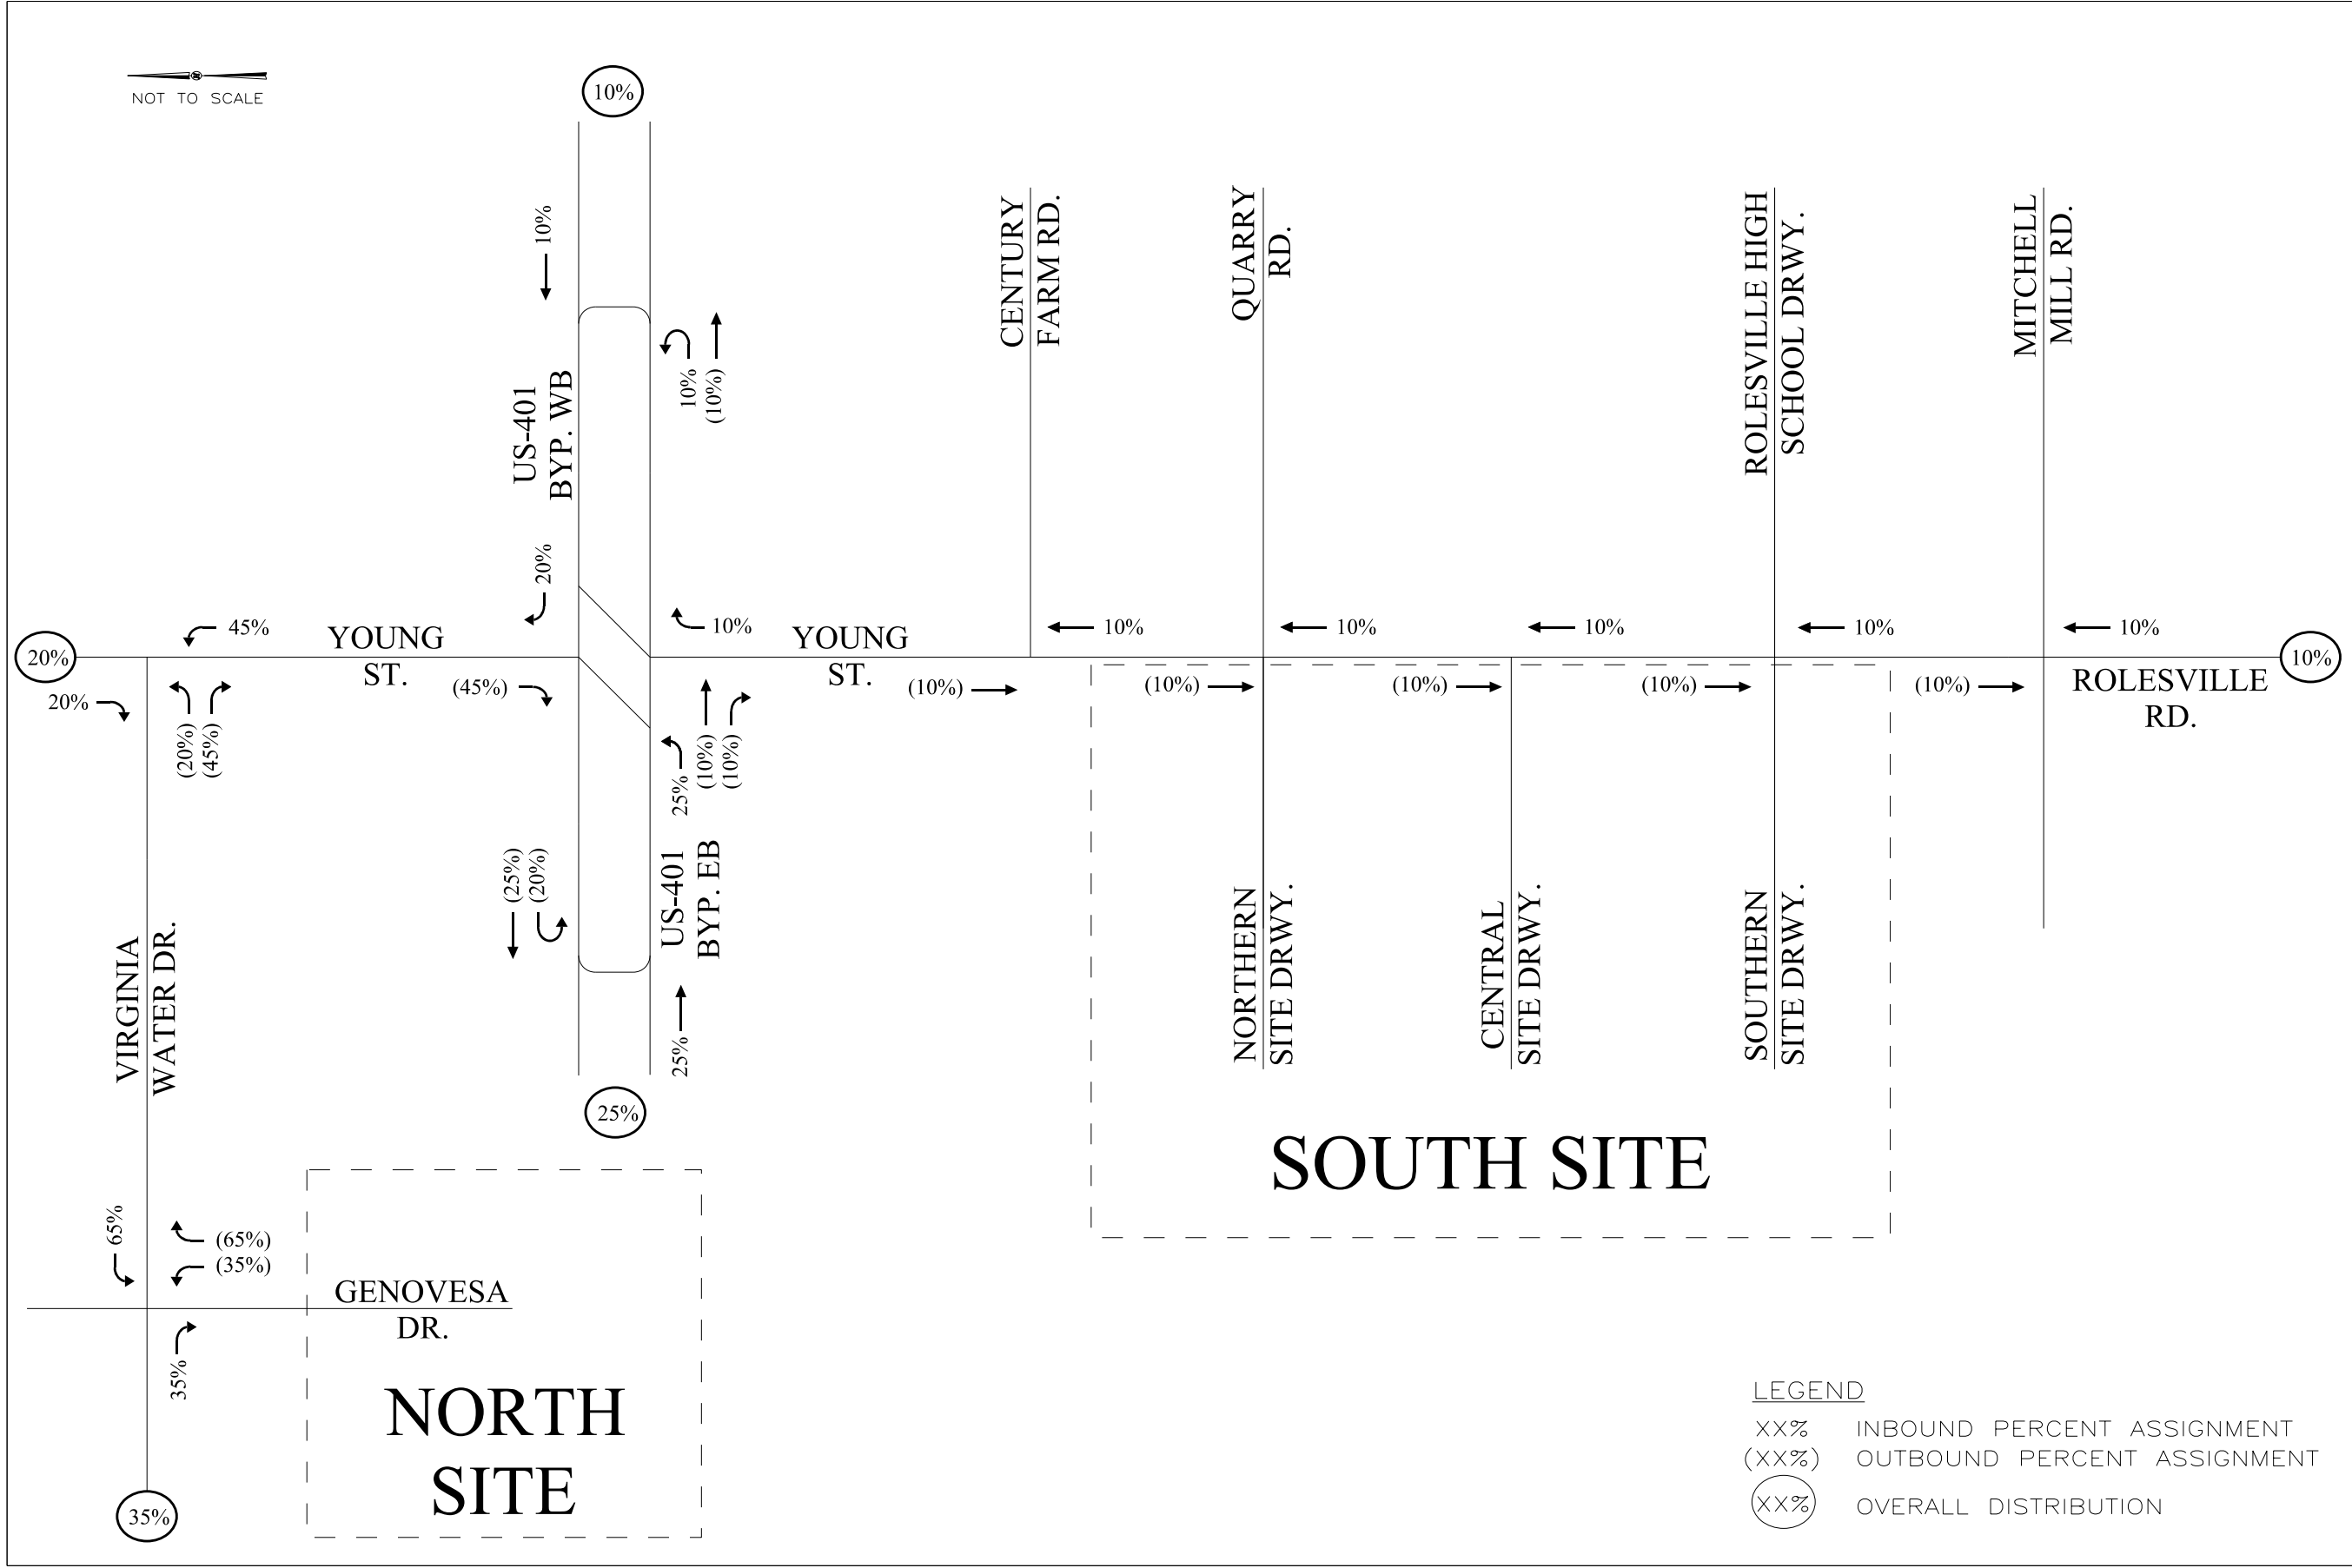 NOT TO SCALE
10%
10%
10%
(10%)
US-401
BYP. WB
CENTURY
FARM RD.
QUARRY
RD.
ROLESVILLE HIGH
SCHOOL DRWY.
MITCHELL
MILL RD.
20%
20%
45%
YOUNG
ST.
10%
YOUNG
ST.
10%
10%
10%
10%
10%
10%
20%
(20%)
(45%)
(45%)
25%
(10%)
(10%)
(10%)
(10%)
(10%)
(10%)
(10%)
ROLESVILLE
RD.
(25%)
(20%)
US-401
BYP. EB
25%
25%
VIRGINIA
WATER DR.
NORTHERN
SITE DRWY.
CENTRAL
SITE DRWY.
SOUTHERN
SITE DRWY.
SOUTH SITE
65%
(65%)
(35%)
GENOVESA
DR.
35%
NORTH
SITE
35%
LEGEND
XX% INBOUND PERCENT ASSIGNMENT
(XX%) OUTBOUND PERCENT ASSIGNMENT
XX% OVERALL DISTRIBUTION